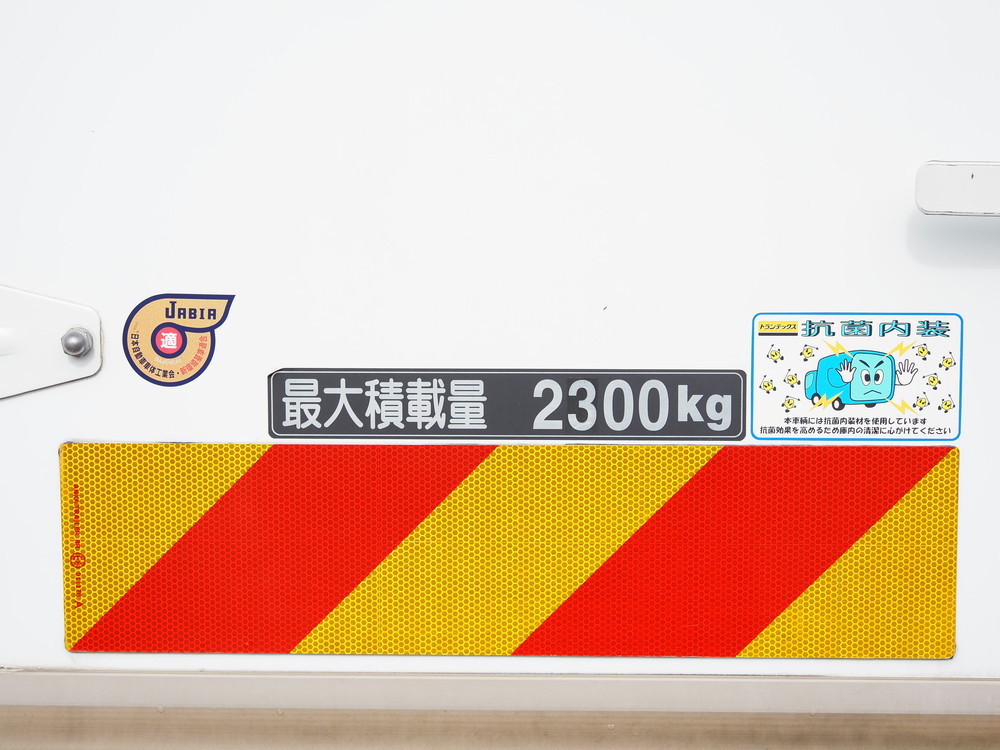 JABIA
適
日本自動車車体工業会・
最大積載量 2300kg
トランテックス 抗菌内装
本車輌には抗菌内装材を使用しています
抗菌効果を高めるため庫内の清潔に心がけてください